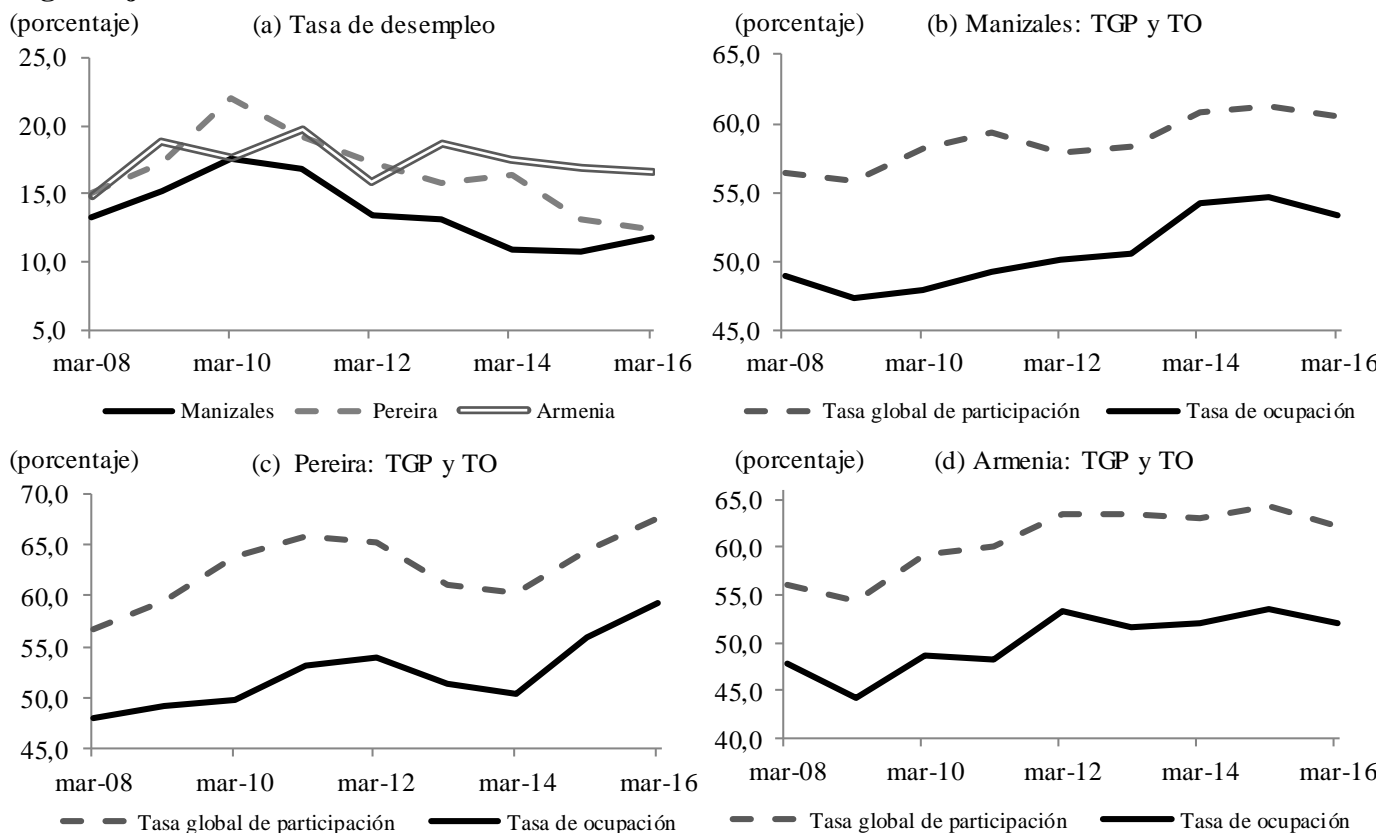 (porcentaje) (a) Tasa de desempleo
25,0
20,0
15,0
10,0
5,0
mar-08 mar-10 mar-12 mar-14 mar-16
Manizales Pereira Armenia
(porcentaje) (b) Manizales: TGP y TO
65,0
60,0
55,0
50,0
45,0
mar-08 mar-10 mar-12 mar-14 mar-16
Tasa global de participación Tasa de ocupación
(porcentaje) (c) Pereira: TGP y TO
70,0
65,0
60,0
55,0
50,0
45,0
mar-08 mar-10 mar-12 mar-14 mar-16
Tasa global de participación Tasa de ocupación
(porcentaje) (d) Armenia: TGP y TO
65,0
60,0
55,0
50,0
45,0
40,0
mar-08 mar-10 mar-12 mar-14 mar-16
Tasa global de participación Tasa de ocupación